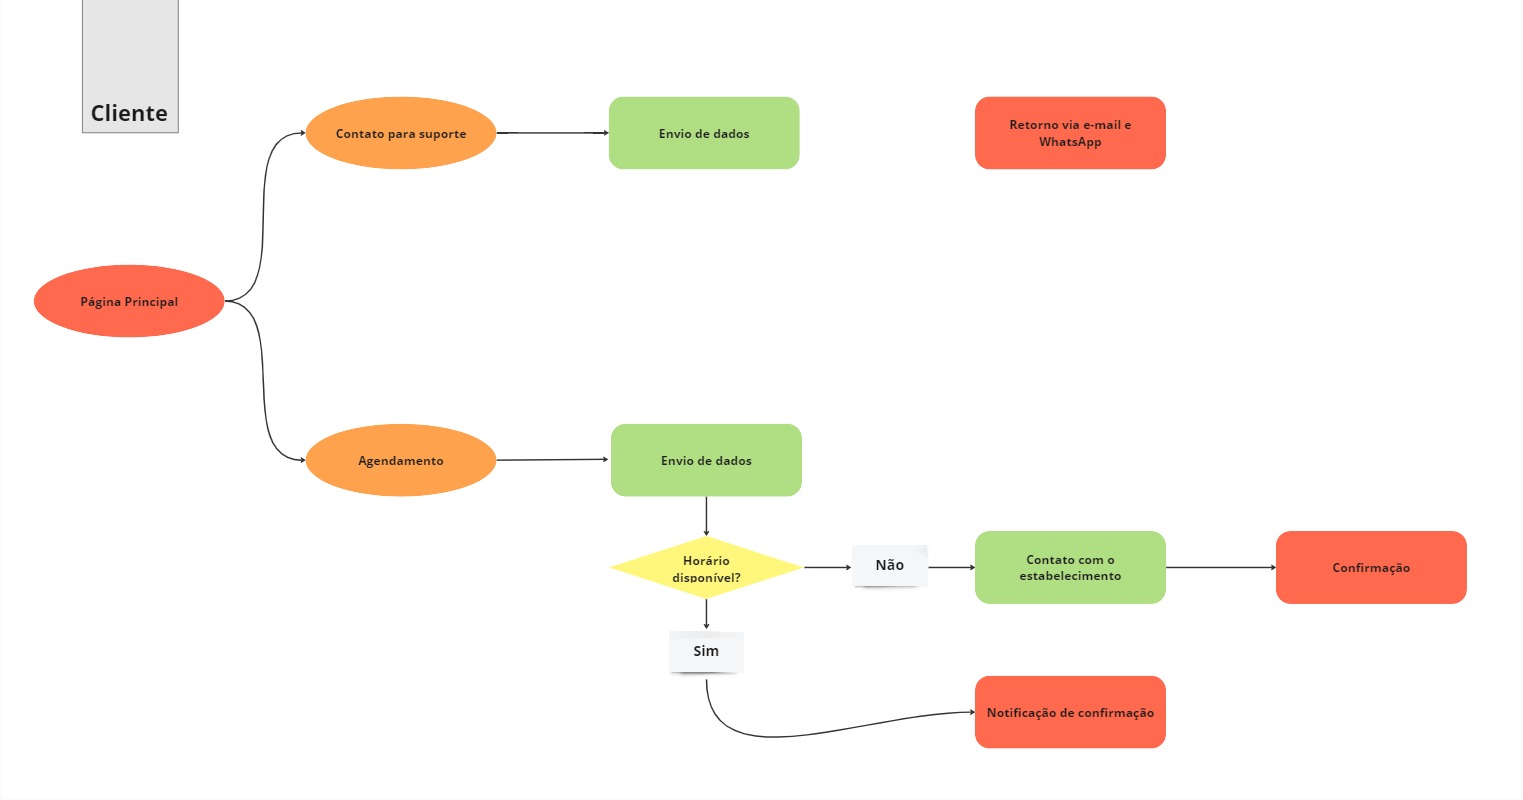 Cliente
Contato para suporte
Envio de dados
Retorno via e-mail e
WhatsApp
Página Principal
Agendamento
Envio de dados
Horário
disponível?
Não
Contato com o
estabelecimento
Confirmação
Sim
Notificação de confirmação